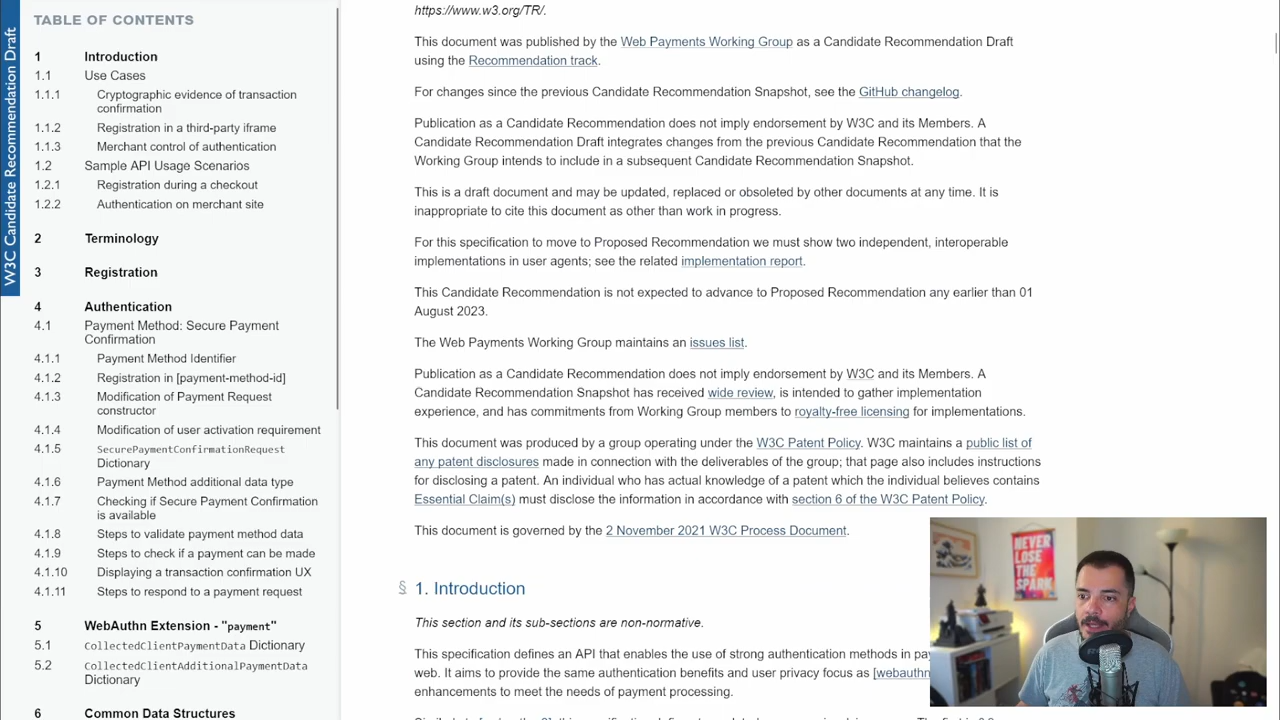 W3C Candidate Recommendation Draft
TABLE OF CONTENTS
1 Introduction
1.1 Use Cases
1.1.1 Cryptographic evidence of transaction
confirmation
1.1.2 Registration in a third-party iframe
1.1.3 Merchant control of authentication
1.2 Sample API Usage Scenarios
1.2.1 Registration during a checkout
1.2.2 Authentication on merchant site
2 Terminology
3 Registration
4 Authentication
4.1 Payment Method: Secure Payment
Confirmation
4.1.1 Payment Method Identifier
4.1.2 Registration in [payment-method-id]
4.1.3 Modification of Payment Request
constructor
4.1.4 Modification of user activation requirement
4.1.5 SecurePaymentConfirmationRequest
Dictionary
4.1.6 Payment Method additional data type
4.1.7 Checking if Secure Payment Confirmation
is available
4.1.8 Steps to validate payment method data
4.1.9 Steps to check if a payment can be made
4.1.10 Displaying a transaction confirmation UX
4.1.11 Steps to respond to a payment request
5 WebAuthn Extension - "payment"
5.1 CollectedClientPaymentData Dictionary
5.2 CollectedClientAdditionalPaymentData
Dictionary
6 Common Data Structures
https://www.w3.org/TR/.
This document was published by the Web Payments Working Group as a Candidate Recommendation Draft
using the Recommendation track.
For changes since the previous Candidate Recommendation Snapshot, see the GitHub changelog.
Publication as a Candidate Recommendation does not imply endorsement by W3C and its Members. A
Candidate Recommendation Draft integrates changes from the previous Candidate Recommendation that the
Working Group intends to include in a subsequent Candidate Recommendation Snapshot.
This is a draft document and may be updated, replaced or obsoleted by other documents at any time. It is
inappropriate to cite this document as other than work in progress.
For this specification to move to Proposed Recommendation we must show two independent, interoperable
implementations in user agents; see the related implementation report.
This Candidate Recommendation is not expected to advance to Proposed Recommendation any earlier than 01
August 2023.
The Web Payments Working Group maintains an issues list.
Publication as a Candidate Recommendation does not imply endorsement by W3C and its Members. A
Candidate Recommendation Snapshot has received wide review, is intended to gather implementation
experience, and has commitments from Working Group members to royalty-free licensing for implementations.
This document was produced by a group operating under the W3C Patent Policy. W3C maintains a public list of
any patent disclosures made in connection with the deliverables of the group; that page also includes instructions
for disclosing a patent. An individual who has actual knowledge of a patent which the individual believes contains
Essential Claim(s) must disclose the information in accordance with section 6 of the W3C Patent Policy.
This document is governed by the 2 November 2021 W3C Process Document.
§ 1. Introduction
This section and its sub-sections are non-normative.
This specification defines an API that enables the use of strong authentication methods in pay
web. It aims to provide the same authentication benefits and user privacy focus as [webauthn
enhancements to meet the needs of payment processing.
NEVER
LOSE
THE
SPARK